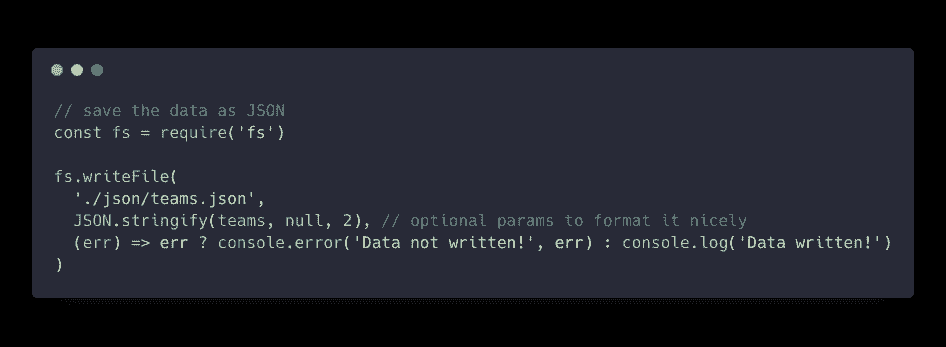 // save the data as JSON
const fs = require('fs')
fs.writeFile(
'./json/teams.json',
JSON.stringify(teams, null, 2), // optional params to format it nicely
(err) => err ? console.error('Data not written!', err) : console.log('Data written!')
)